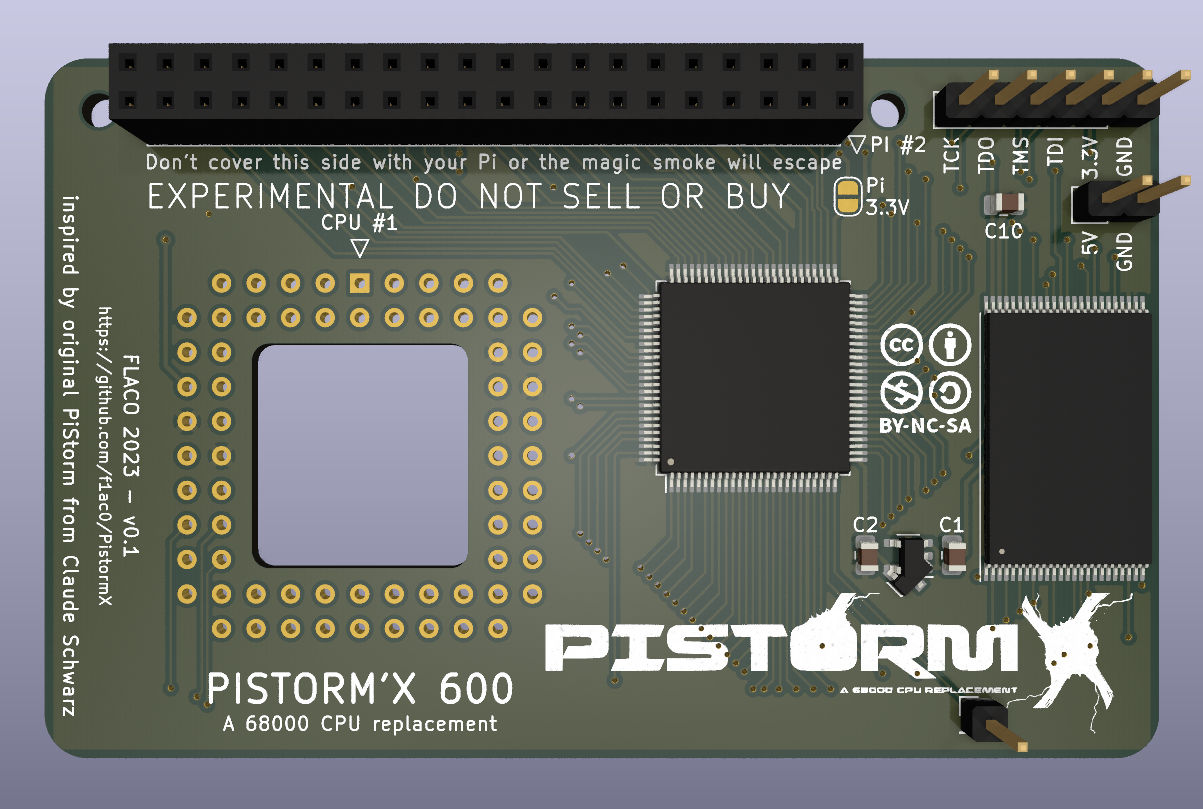 Don't cover this side with your Pi or the magic smoke will escape
EXPERIMENTAL DO NOT SELL OR BUY
CPU #1
PI #2
Pi
3.3V
TCK
TDO
TMS
TDI
3.3V
GND
C10
5V
GND
inspired by original PiStorm from Claude Schwarz
https://github.com/f1ac0/PistormX
FLACO 2023 - v0.1
cc
BY-NC-SA
C2
C1
PISTORMX
A 68000 CPU REPLACEMENT
PISTORM'X 600
A 68000 CPU replacement